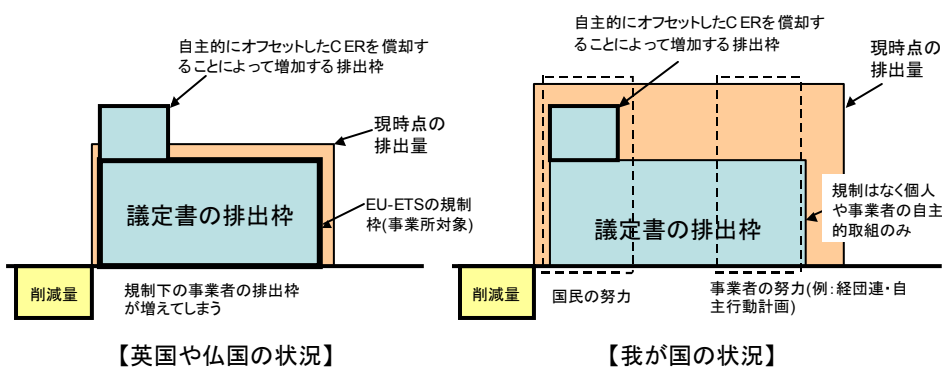 自主的にオフセットしたCERを償却す
ることによって増加する排出枠
現時点の
排出量
議定書の排出枠
EU-ETSの規制
枠(事業所対象)
削減量
規制下の事業者の排出枠
が増えてしまう
【英国や仏国の状況】
自主的にオフセットしたCERを償却す
ることによって増加する排出枠
現時点の
排出量
議定書の排出枠
規制はなく個人
や事業者の自主
的取組のみ
削減量
国民の努力
事業者の努力(例:経団連・自
主行動計画)
【我が国の状況】